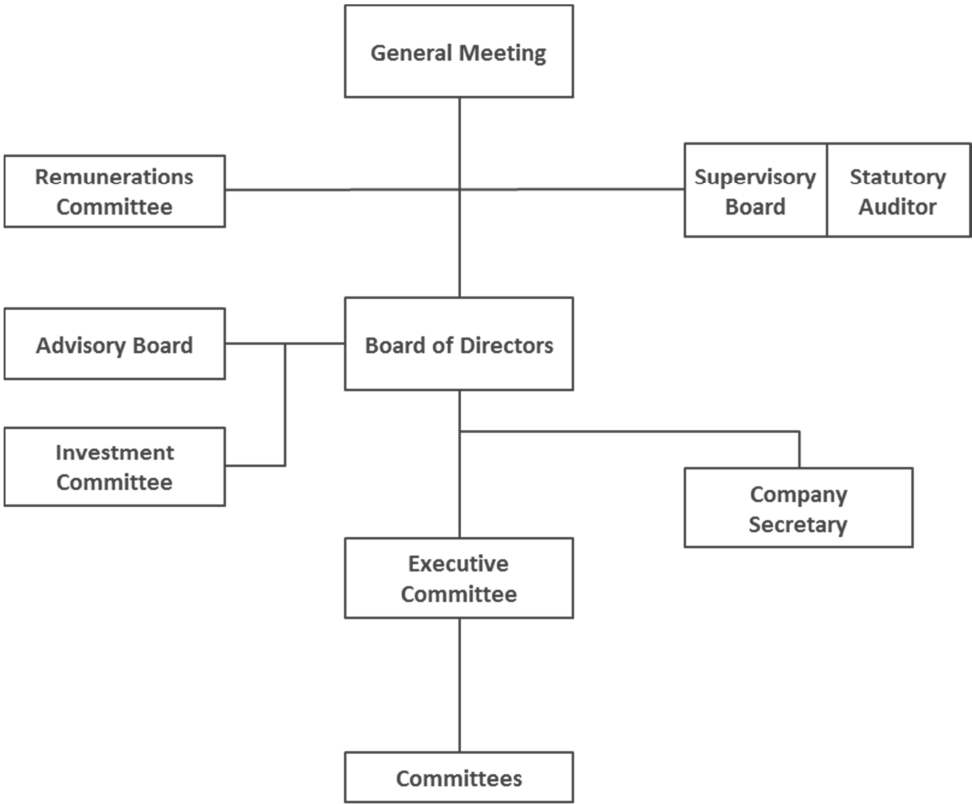 General Meeting
Remunerations
Committee
Supervisory
Board
Statutory
Auditor
Advisory Board
Board of Directors
Investment
Committee
Company
Secretary
Executive
Committee
Committees